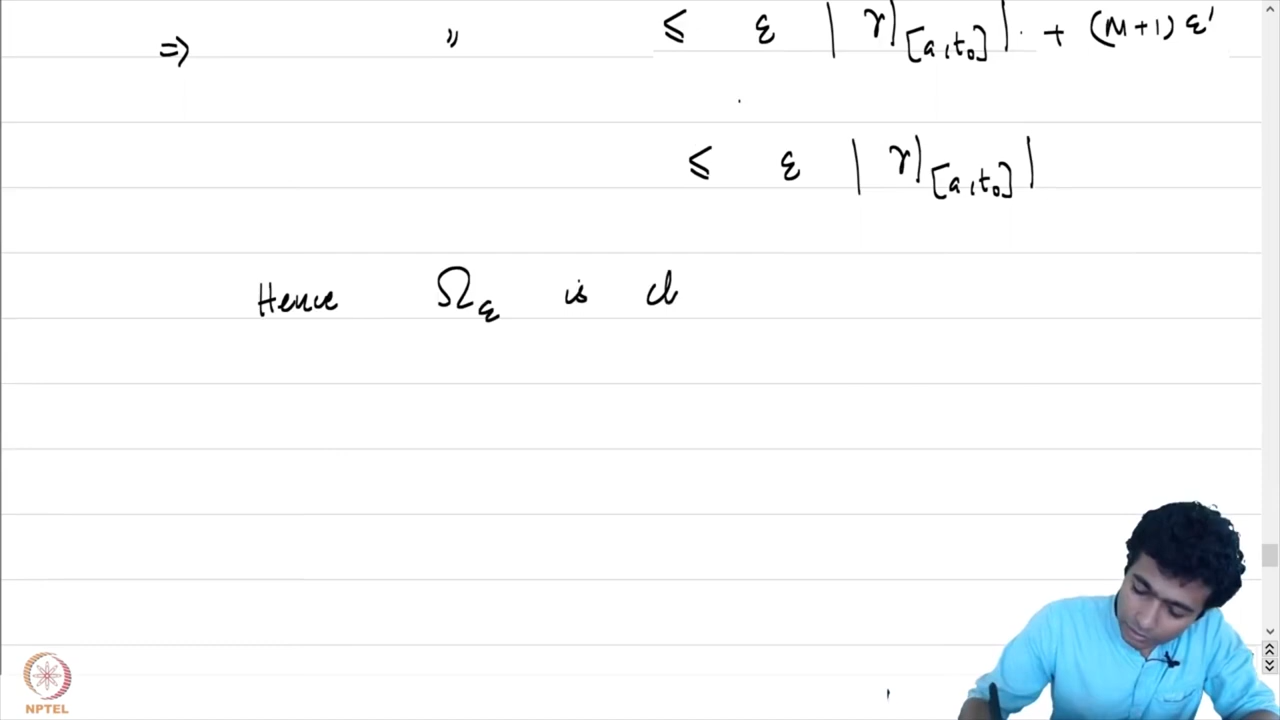 ⇒ " ≤ ε |γ|[a,t₀]| + (M+1) ε'
≤ ε |γ|[a,t₀]|
Hence Ω_ε is cl
NPTEL